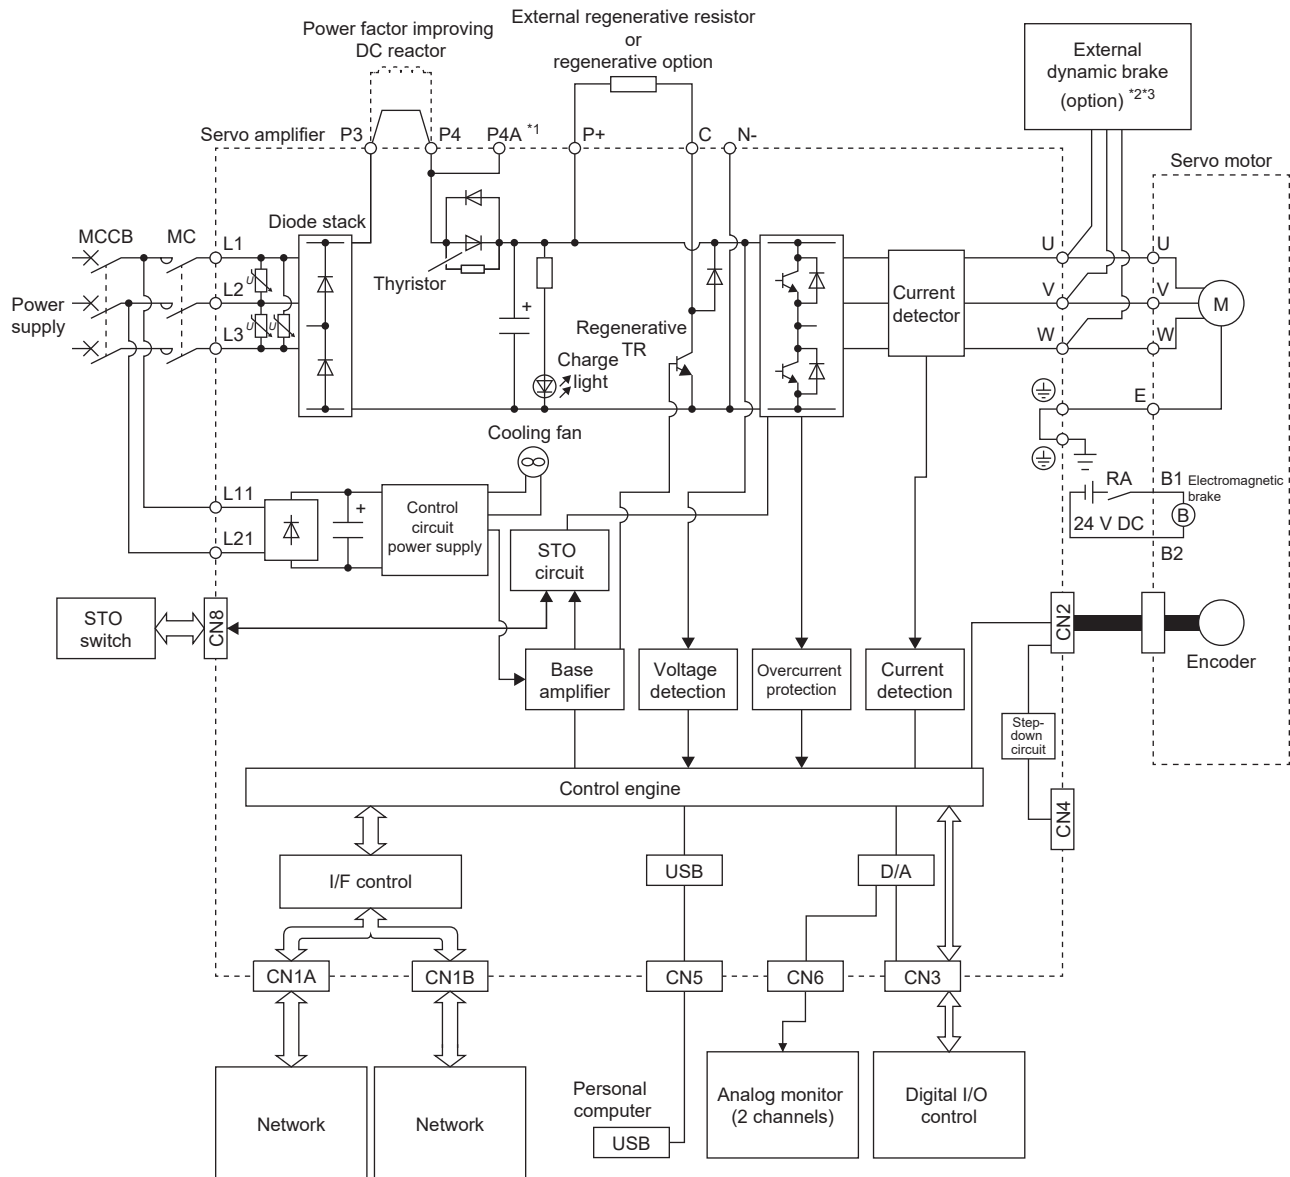 Power factor improving
DC reactor
External regenerative resistor
or
regenerative option
External
dynamic brake
(option) *2*3
Servo amplifier
P3
P4
P4A *1
P+
C
N-
Servo motor
Diode stack
MCCB
MC
L1
L2
L3
Power
supply
U
U
U
Thyristor
+
Regenerative
TR
Charge
light
Current
detector
U
V
W
U
V
W
M
E
Cooling fan
L11
L21
+
Control
circuit
power supply
STO
circuit
RA
24 V DC
B1
Electromagnetic
brake
B
B2
STO
switch
CN8
CN2
Encoder
Base
amplifier
Voltage
detection
Overcurrent
protection
Current
detection
Step-
down
circuit
CN4
Control engine
I/F control
USB
D/A
CN1A
CN1B
CN5
CN6
CN3
Network
Network
Personal
computer
USB
Analog monitor
(2 channels)
Digital I/O
control